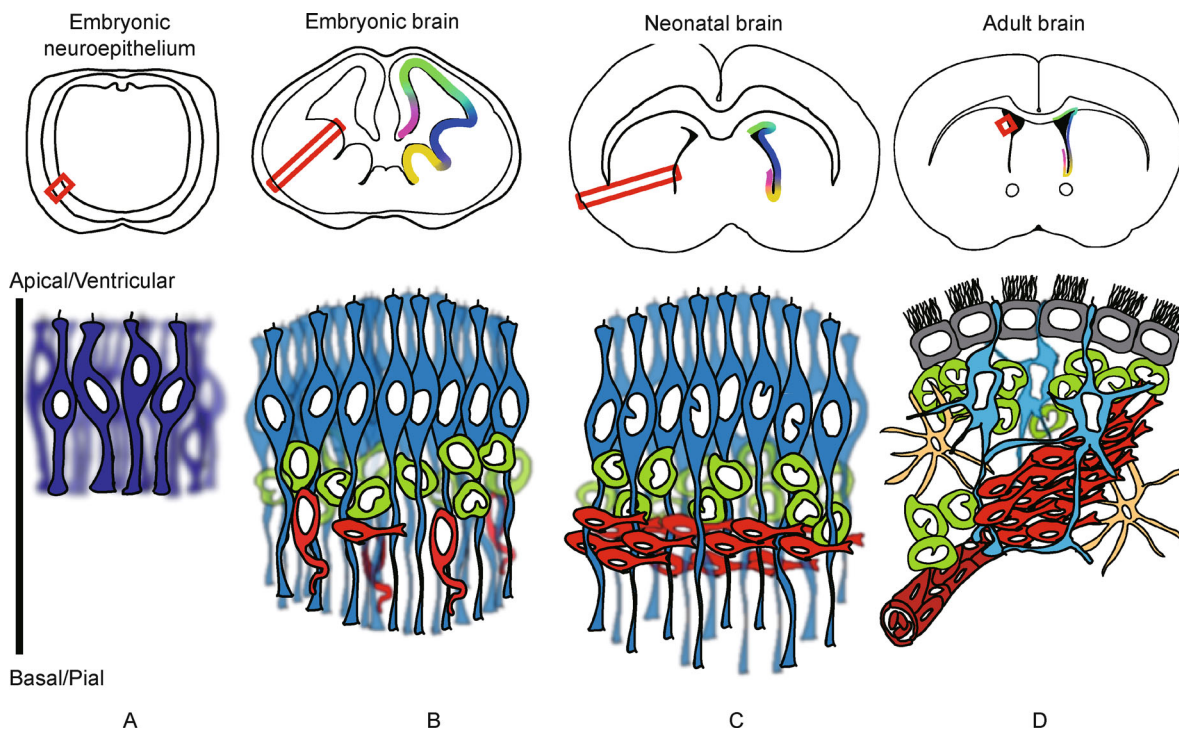 Embryonic
neuroepithelium
Embryonic brain
Neonatal brain
Adult brain
Apical/Ventricular
Basal/Pial
A
B
C
D